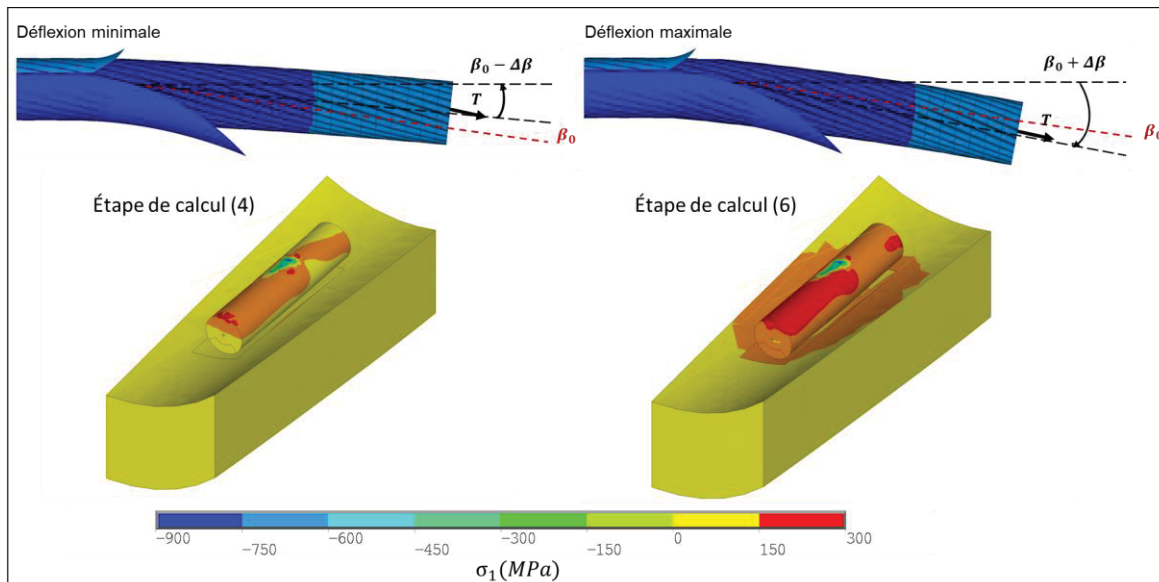 Déflexion minimale
Déflexion maximale
β₀ − Δβ
T
β₀
β₀ + Δβ
T
β₀
Étape de calcul (4)
Étape de calcul (6)
−900 −600 −300 0 300
−750 −450 −150 150
σ₁(MPa)